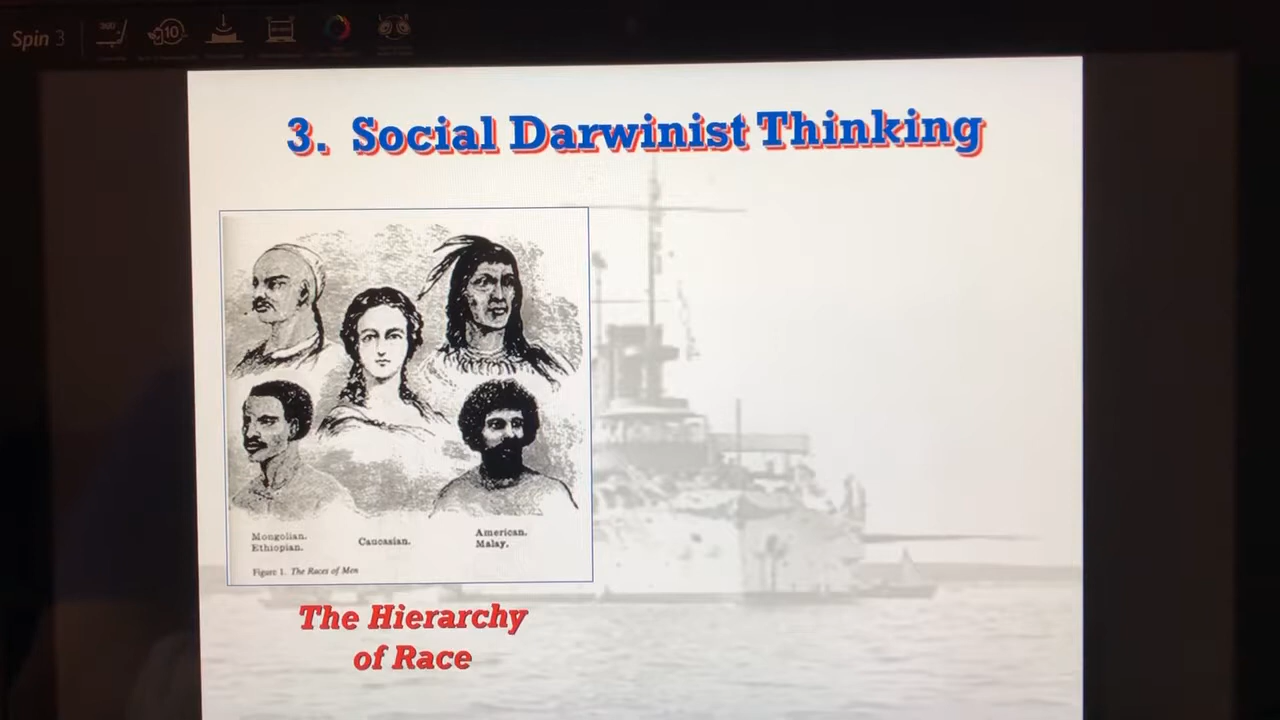 Spin 3
10
3. Social Darwinist Thinking
Mongolian.
Ethiopian.
Caucasian.
American.
Malay.
Figure 1. The Races of Men
The Hierarchy
of Race